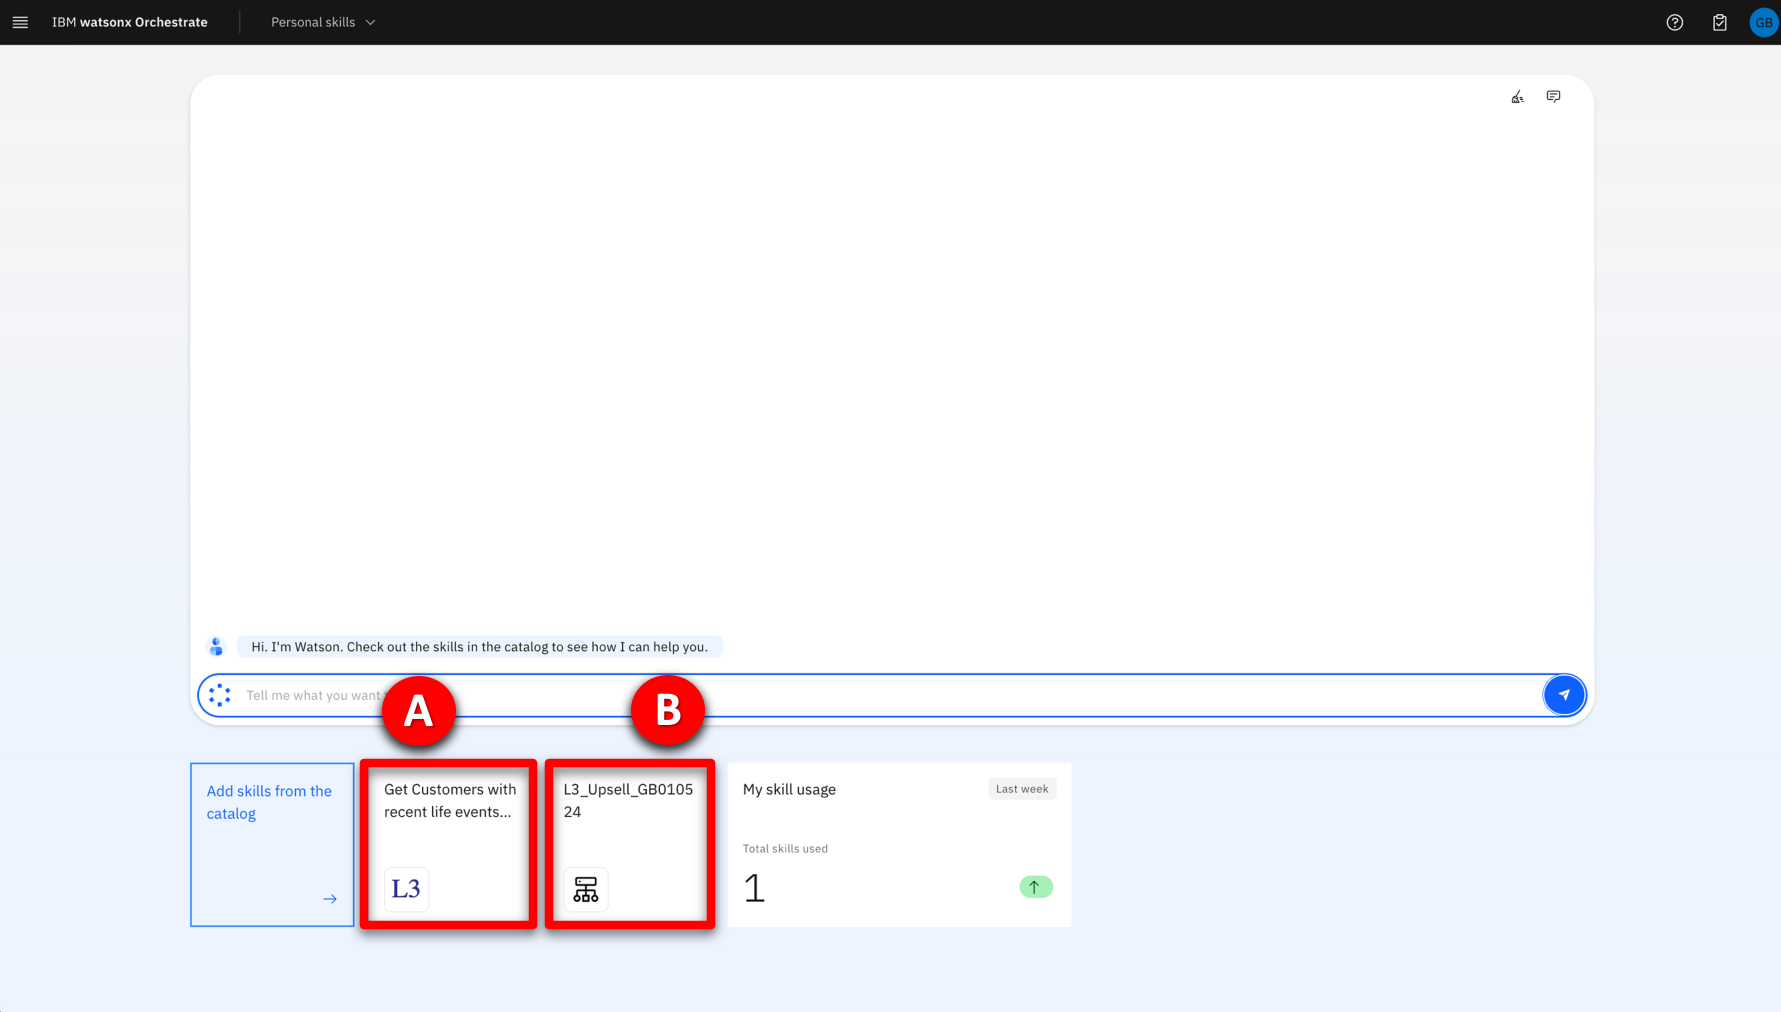 IBM watsonx Orchestrate
Personal skills
GB
Hi. I'm Watson. Check out the skills in the catalog to see how I can help you.
Tell me what you want
A
B
Add skills from the
catalog
Get Customers with
recent life events...
L3
L3_Upsell_GB0105
24
My skill usage
Last week
Total skills used
1